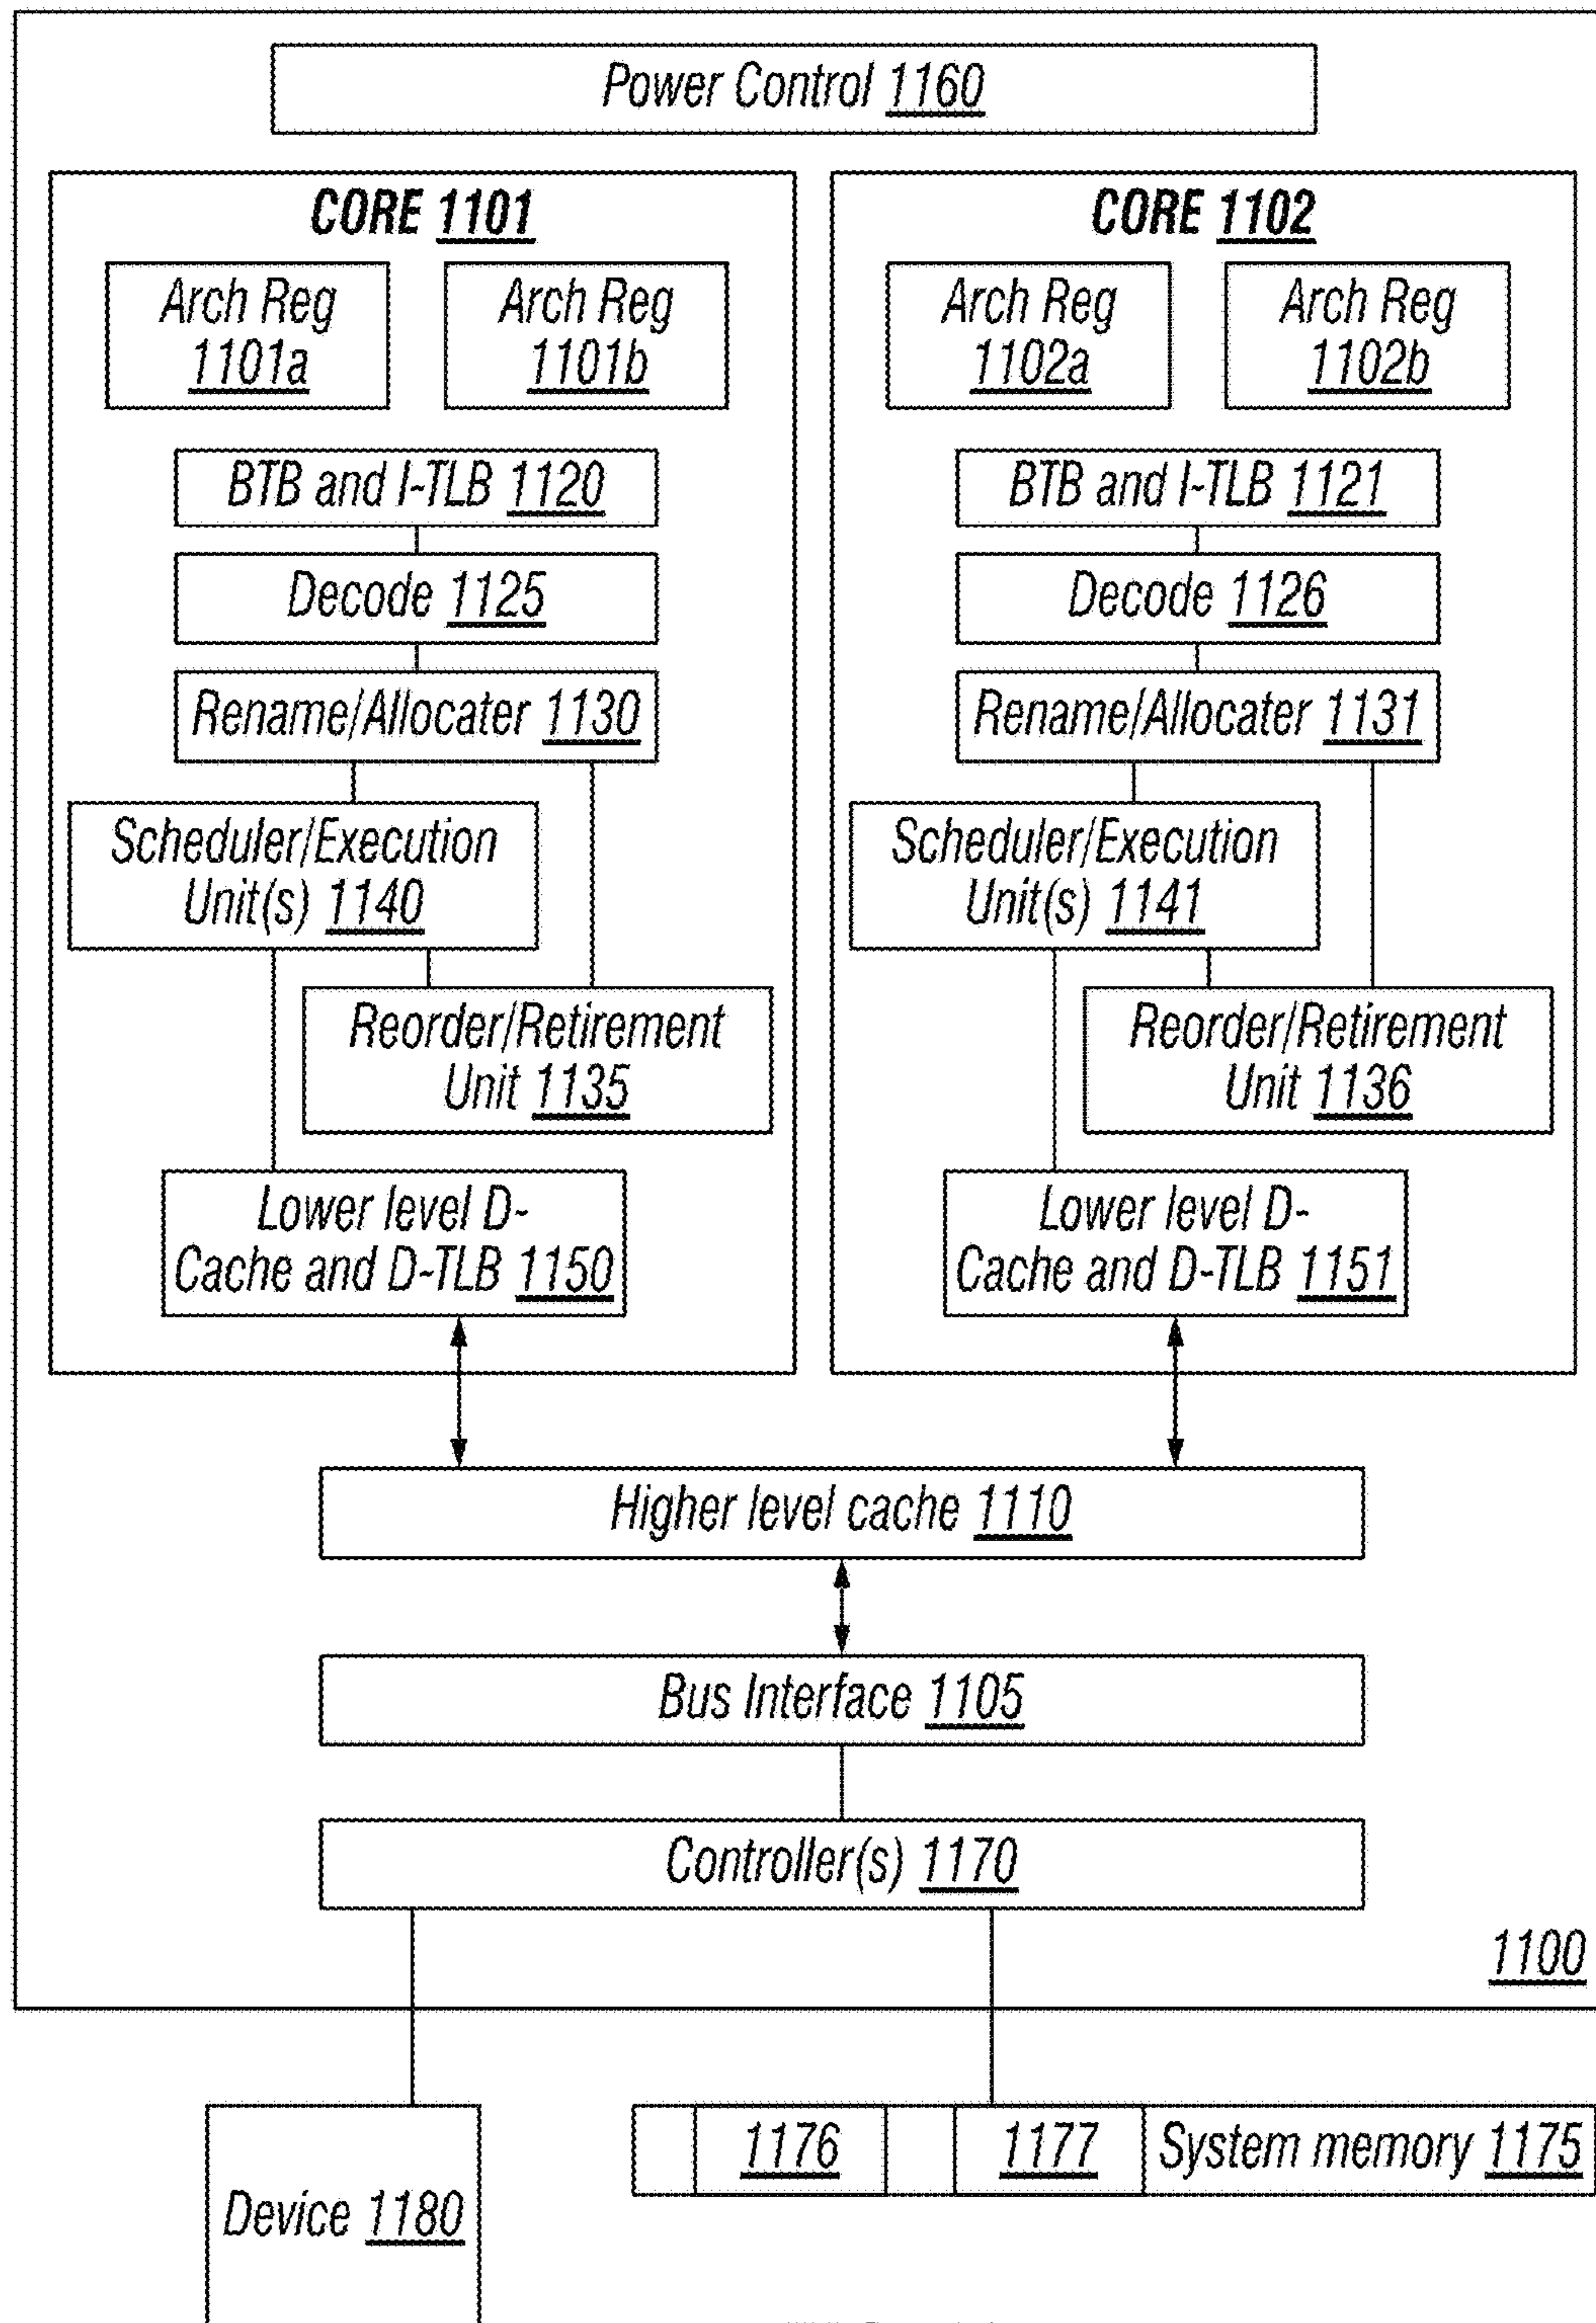 Power Control 1160
CORE 1101
Arch Reg
1101a
Arch Reg
1101b
BTB and I-TLB 1120
Decode 1125
Rename/Allocater 1130
Scheduler/Execution
Unit(s) 1140
Reorder/Retirement
Unit 1135
Lower level D-
Cache and D-TLB 1150
CORE 1102
Arch Reg
1102a
Arch Reg
1102b
BTB and I-TLB 1121
Decode 1126
Rename/Allocater 1131
Scheduler/Execution
Unit(s) 1141
Reorder/Retirement
Unit 1136
Lower level D-
Cache and D-TLB 1151
Higher level cache 1110
Bus Interface 1105
Controller(s) 1170
1100
Device 1180
1176
1177
System memory 1175